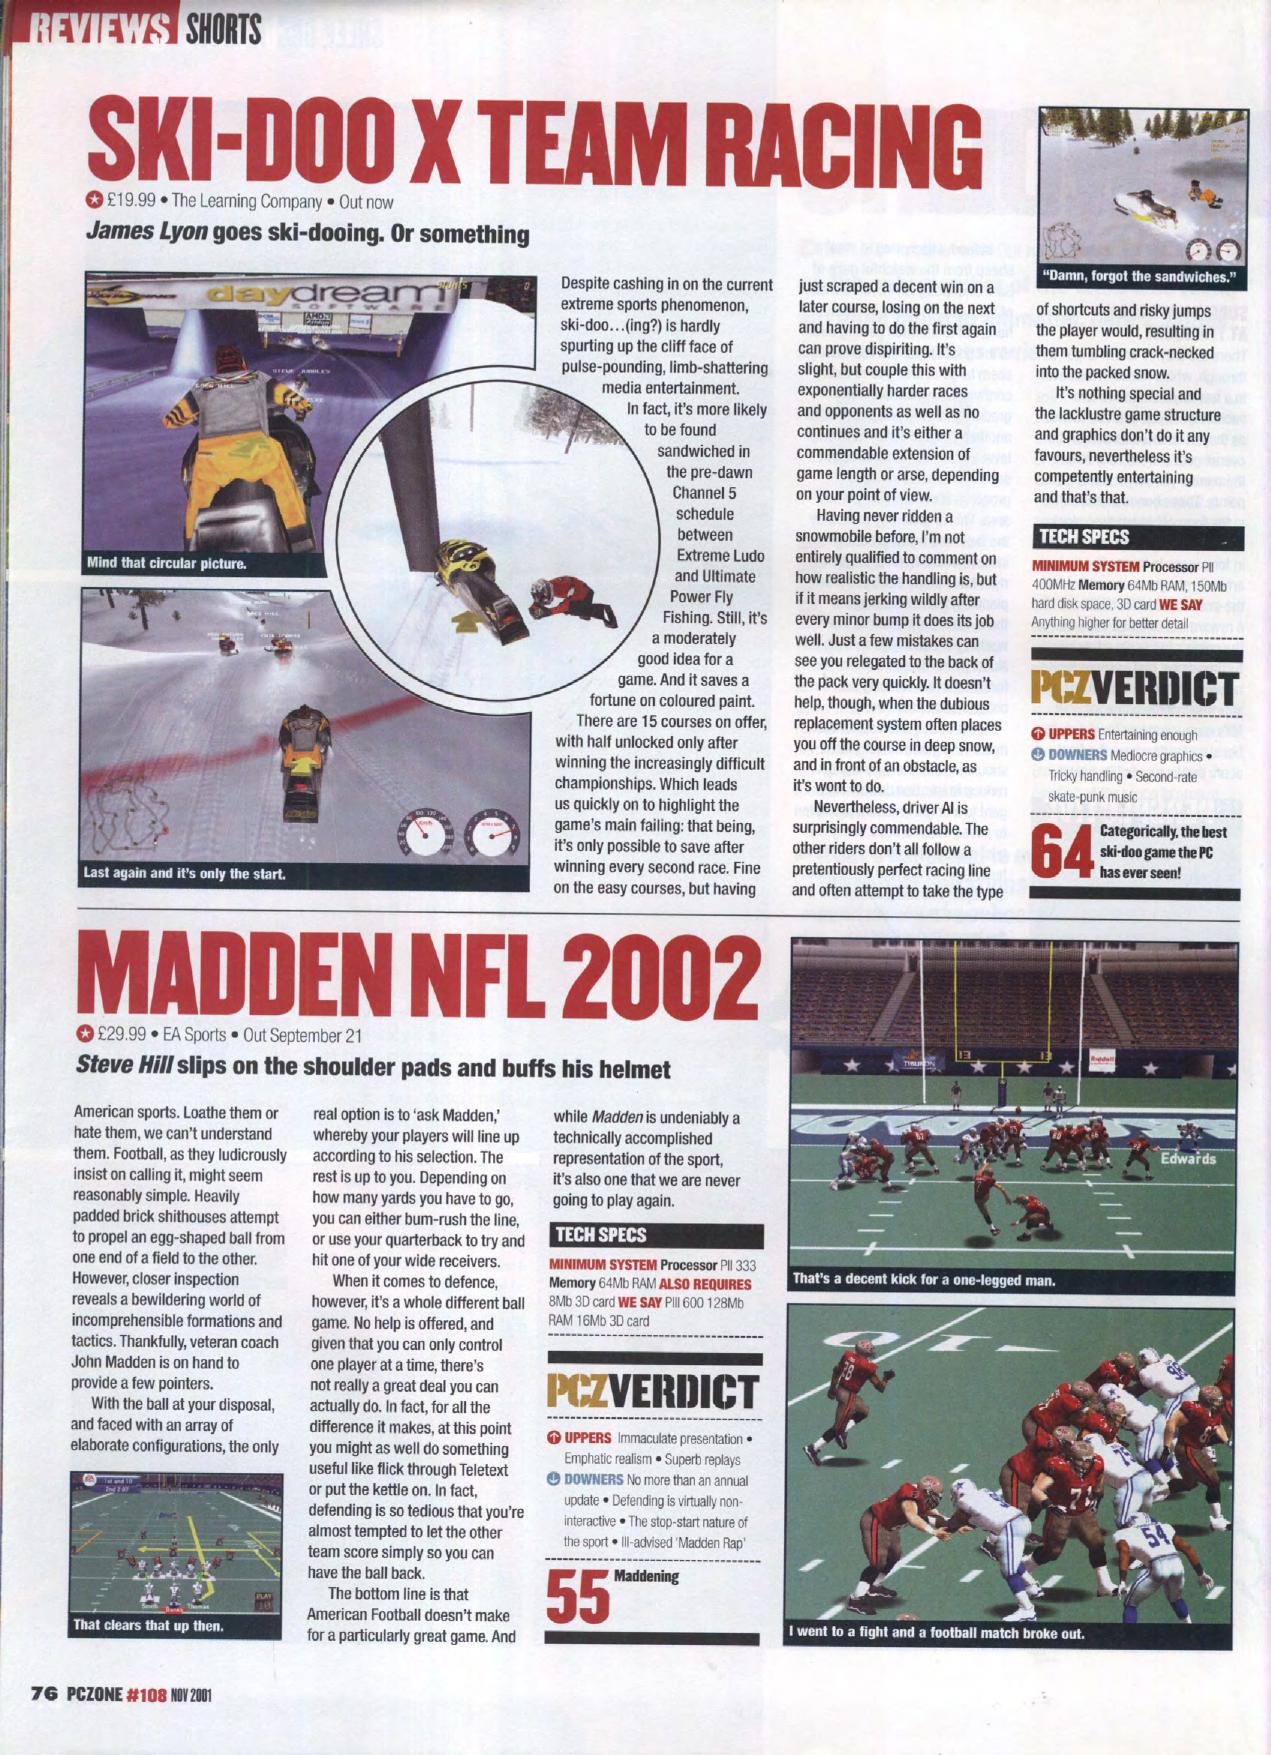 REVIEWS SHORTS
SKI-DOO X TEAM RACING
£19.99 • The Learning Company • Out now
James Lyon goes ski-dooing. Or something
daydream
SOFTWARE
AMD
Mind that circular picture.
Last again and it's only the start.
Despite cashing in on the current
extreme sports phenomenon,
ski-doo…(ing?) is hardly
spurting up the cliff face of
pulse-pounding, limb-shattering
media entertainment.
In fact, it's more likely
to be found
sandwiched in
the pre-dawn
Channel 5
schedule
between
Extreme Ludo
and Ultimate
Power Fly
Fishing. Still, it's
a moderately
good idea for a
game. And it saves a
fortune on coloured paint.
There are 15 courses on offer,
with half unlocked only after
winning the increasingly difficult
championships. Which leads
us quickly on to highlight the
game's main failing: that being,
it's only possible to save after
winning every second race. Fine
on the easy courses, but having
just scraped a decent win on a
later course, losing on the next
and having to do the first again
can prove dispiriting. It's
slight, but couple this with
exponentially harder races
and opponents as well as no
continues and it's either a
commendable extension of
game length or arse, depending
on your point of view.
Having never ridden a
snowmobile before, I'm not
entirely qualified to comment on
how realistic the handling is, but
if it means jerking wildly after
every minor bump it does its job
well. Just a few mistakes can
see you relegated to the back of
the pack very quickly. It doesn't
help, though, when the dubious
replacement system often places
you off the course in deep snow,
and in front of an obstacle, as
it's wont to do.
Nevertheless, driver AI is
surprisingly commendable. The
other riders don't all follow a
pretentiously perfect racing line
and often attempt to take the type
"Damn, forgot the sandwiches."
of shortcuts and risky jumps
the player would, resulting in
them tumbling crack-necked
into the packed snow.
It's nothing special and
the lacklustre game structure
and graphics don't do it any
favours, nevertheless it's
competently entertaining
and that's that.
TECH SPECS
MINIMUM SYSTEM Processor PII
400MHz Memory 64Mb RAM, 150Mb
hard disk space, 3D card WE SAY
Anything higher for better detail
PCZVERDICT
UPPERS Entertaining enough
DOWNERS Mediocre graphics •
Tricky handling • Second-rate
skate-punk music
64 Categorically, the best
ski-doo game the PC
has ever seen!
MADDEN NFL 2002
£29.99 • EA Sports • Out September 21
Steve Hill slips on the shoulder pads and buffs his helmet
American sports. Loathe them or
hate them, we can't understand
them. Football, as they ludicrously
insist on calling it, might seem
reasonably simple. Heavily
padded brick shithouses attempt
to propel an egg-shaped ball from
one end of a field to the other.
However, closer inspection
reveals a bewildering world of
incomprehensible formations and
tactics. Thankfully, veteran coach
John Madden is on hand to
provide a few pointers.
With the ball at your disposal,
and faced with an array of
elaborate configurations, the only
1st and 10
That clears that up then.
real option is to 'ask Madden,'
whereby your players will line up
according to his selection. The
rest is up to you. Depending on
how many yards you have to go,
you can either bum-rush the line,
or use your quarterback to try and
hit one of your wide receivers.
When it comes to defence,
however, it's a whole different ball
game. No help is offered, and
given that you can only control
one player at a time, there's
not really a great deal you can
actually do. In fact, for all the
difference it makes, at this point
you might as well do something
useful like flick through Teletext
or put the kettle on. In fact,
defending is so tedious that you're
almost tempted to let the other
team score simply so you can
have the ball back.
The bottom line is that
American Football doesn't make
for a particularly great game. And
while Madden is undeniably a
technically accomplished
representation of the sport,
it's also one that we are never
going to play again.
TECH SPECS
MINIMUM SYSTEM Processor PII 333
Memory 64Mb RAM ALSO REQUIRES
8Mb 3D card WE SAY PIII 600 128Mb
RAM 16Mb 3D card
PCZVERDICT
UPPERS Immaculate presentation •
Emphatic realism • Superb replays
DOWNERS No more than an annual
update • Defending is virtually non-
interactive • The stop-start nature of
the sport • Ill-advised 'Madden Rap'
55 Maddening
13 13
Riddell
Edwards
That's a decent kick for a one-legged man.
71
54
I went to a fight and a football match broke out.
76 PCZONE #108 NOV 2001